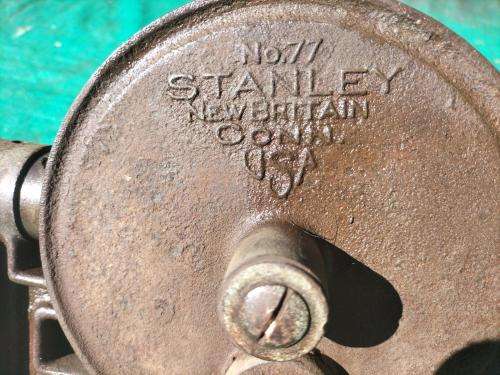 No.77
STANLEY
NEW BRITAIN
CONN.
USA